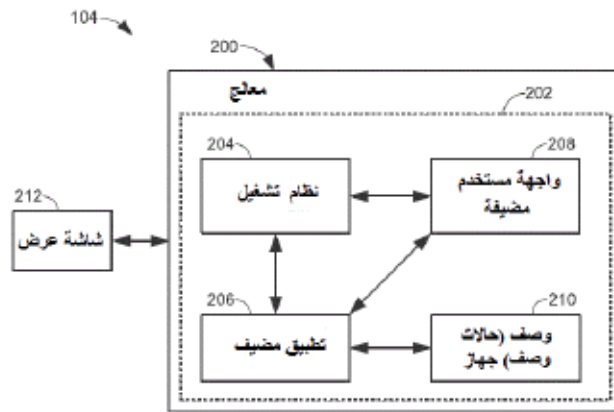 104
200
معالج
202
204
208
نظام تشغيل
واجهة مستخدم
مضيفة
212
شاشة عرض
206
210
تطبيق مضيف
وصف (حالات
وصف) جهاز